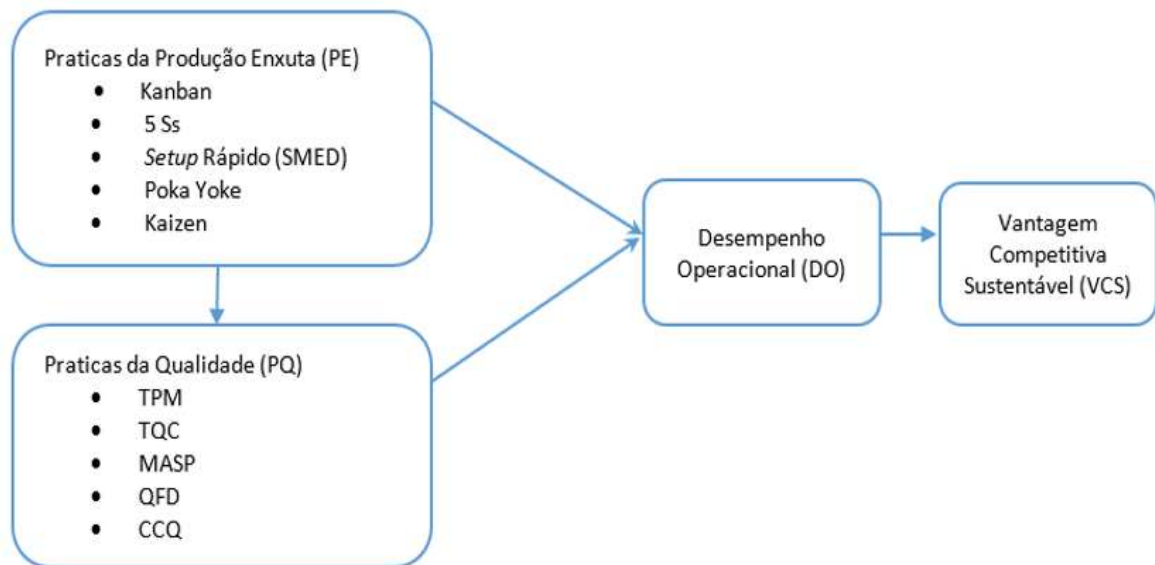 Praticas da Produção Enxuta (PE)
• Kanban
• 5 Ss
• Setup Rápido (SMED)
• Poka Yoke
• Kaizen
Praticas da Qualidade (PQ)
• TPM
• TQC
• MASP
• QFD
• CCQ
Desempenho
Operacional (DO)
Vantagem
Competitiva
Sustentável (VCS)